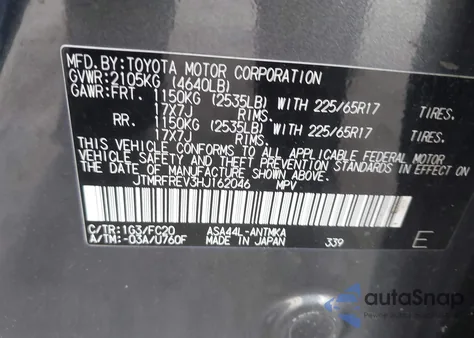 MFD.BY:TOYOTA MOTOR CORPORATION
GVWR:2105KG (4640LB)
GAWR:FRT. 1150KG (2535LB) WITH 225/65R17 TIRES.
17X7J RIMS.
RR. 1150KG (2535LB) WITH 225/65R17 TIRES.
17X7J RIMS.
THIS VEHICLE CONFORMS TO ALL APPLICABLE FEDERAL MOTOR
VEHICLE SAFETY AND THEFT PREVENTION STANDARDS IN EFFECT ON
THE DATE OF MANUFACTURE SHOWN ABOVE.
JTMRFREV3HJ162046 MPV
C/TR:1G3/FC20 ASA44L-ANTMKA
A/TM:-03A/U760F MADE IN JAPAN 339 E
autoSnap